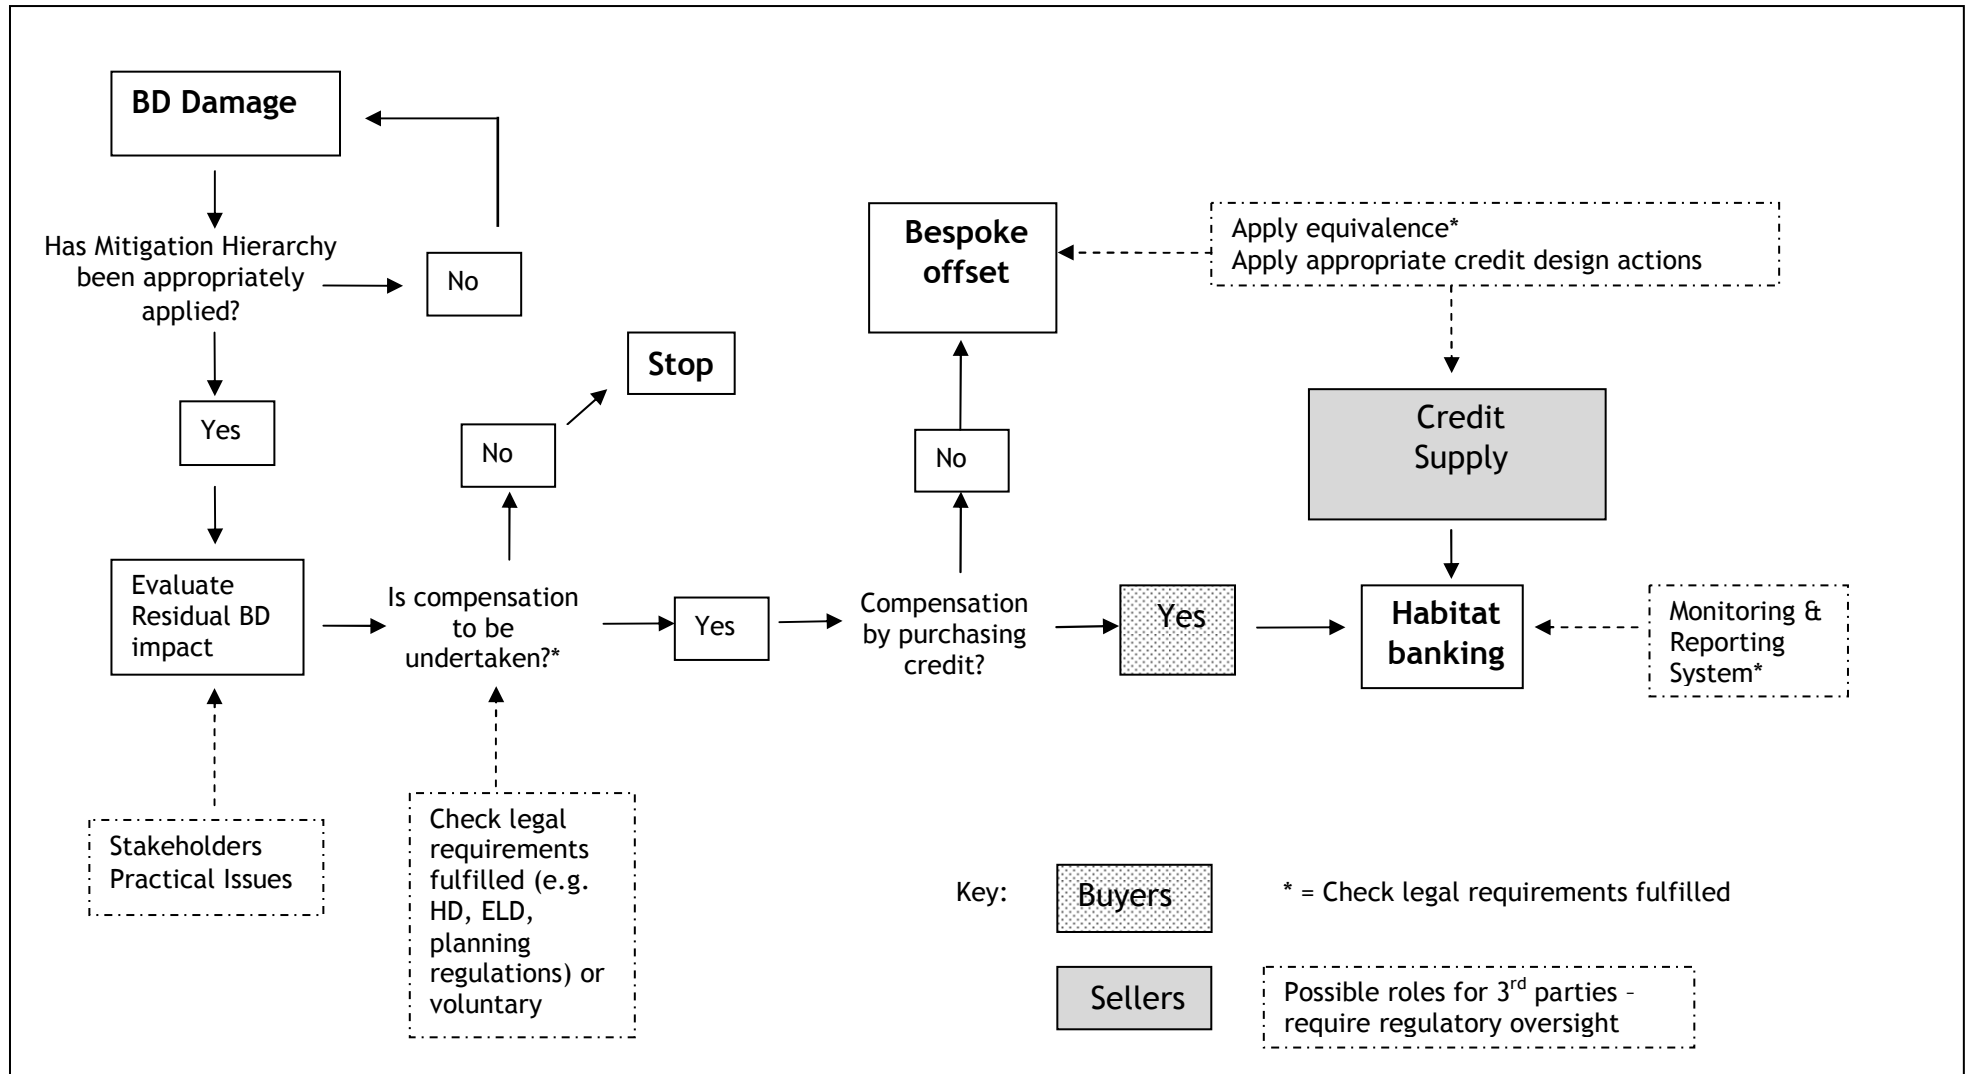 BD Damage
Has Mitigation Hierarchy
been appropriately
applied?
No
Yes
Evaluate
Residual BD
impact
Stakeholders
Practical Issues
Is compensation
to be
undertaken?*
No
Stop
Check legal
requirements
fulfilled (e.g.
HD, ELD,
planning
regulations) or
voluntary
Yes
Compensation
by purchasing
credit?
No
Bespoke
offset
Apply equivalence*
Apply appropriate credit design actions
Credit
Supply
Yes
Habitat
banking
Monitoring &
Reporting
System*
Key:
Buyers
* = Check legal requirements fulfilled
Sellers
Possible roles for 3rd parties –
require regulatory oversight